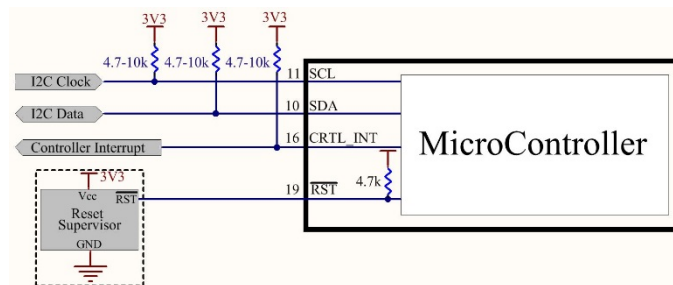 3V3 3V3 3V3
4.7-10k 4.7-10k 4.7-10k
I2C Clock 11 SCL
I2C Data 10 SDA
Controller Interrupt 16 CRTL_INT
MicroController
3V3
4.7k
Vcc RST 19 RST
Reset
Supervisor
GND